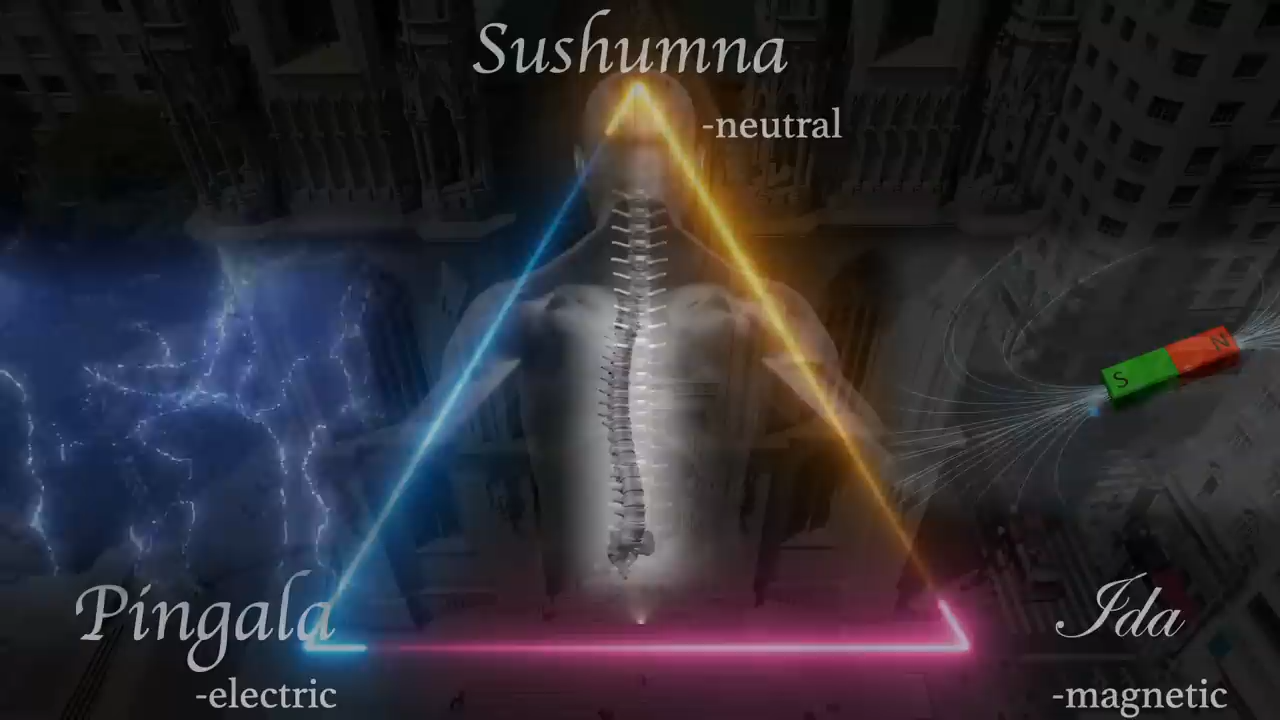 Sushumna
-neutral
S N
Pingala
Ida
-electric
-magnetic